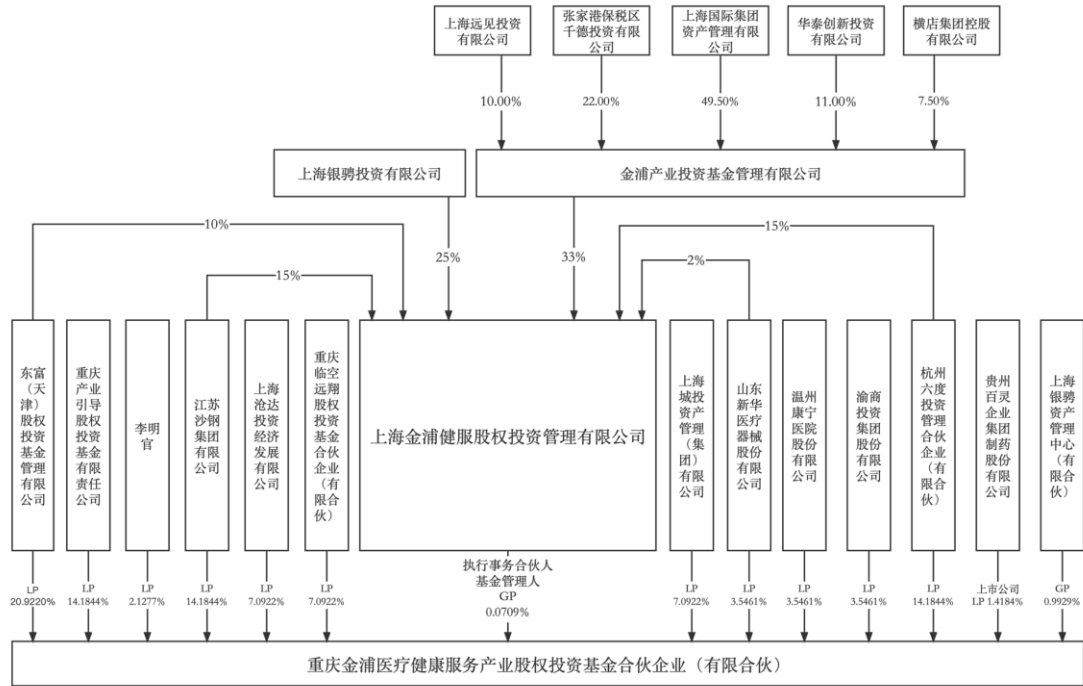 上海远见投资
有限公司
张家港保税区
千德投资有限
公司
上海国际集团
资产管理有限
公司
华泰创新投资
有限公司
横店集团控股
有限公司
10.00%
22.00%
49.50%
11.00%
7.50%
上海银骋投资有限公司
金浦产业投资基金管理有限公司
10%
15%
25%
33%
2%
15%
东富
（天
津）
股权
投资
基金
管理
有限
公司
重庆
产业
引导
股权
投资
基金
有限
责任
公司
李明
官
江苏
沙钢
集团
有限
公司
上海
沧达
投资
经济
发展
有限
公司
重庆
临空
远翔
股权
投资
基金
合伙
企业
（有
限合
伙）
上海金浦健服股权投资管理有限公司
上海
城投
资产
管理
（集
团）
有限
公司
山东
新华
医疗
器械
股份
有限
公司
温州
康宁
医院
股份
有限
公司
渝商
投资
集团
股份
有限
公司
杭州
六度
投资
管理
合伙
企业
（有
限合
伙）
贵州
百灵
企业
集团
制药
股份
有限
公司
上海
银骋
资产
管理
中心
（有
限合
伙）
LP
20.9220%
LP
14.1844%
LP
2.1277%
LP
14.1844%
LP
7.0922%
LP
7.0922%
执行事务合伙人
基金管理人
GP
0.0709%
LP
7.0922%
LP
3.5461%
LP
3.5461%
LP
3.5461%
LP
14.1844%
上市公司
LP 1.4184%
GP
0.9929%
重庆金浦医疗健康服务产业股权投资基金合伙企业（有限合伙）